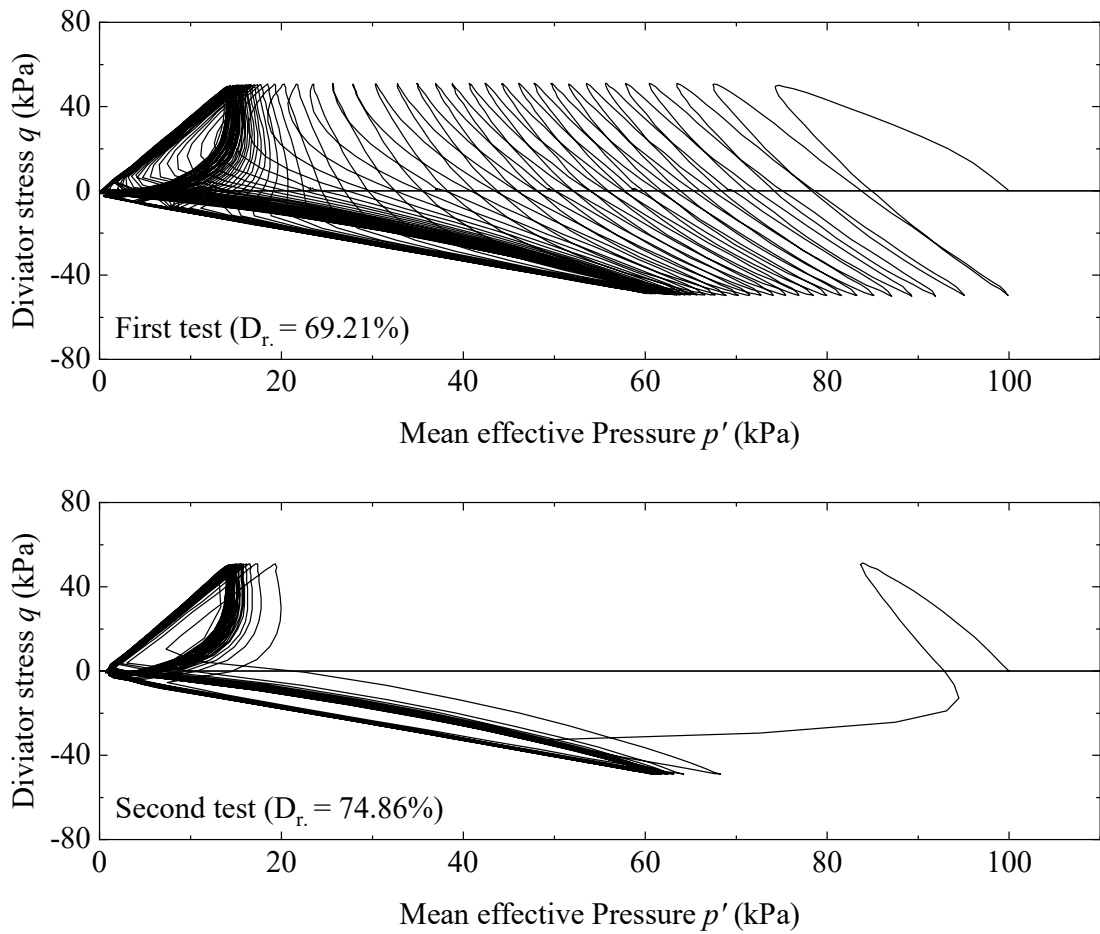 80
40
0
-40
-80
Diviator stress q (kPa)
First test (D_r. = 69.21%)
0 20 40 60 80 100
Mean effective Pressure p′ (kPa)
80
40
0
-40
-80
Diviator stress q (kPa)
Second test (D_r. = 74.86%)
0 20 40 60 80 100
Mean effective Pressure p′ (kPa)